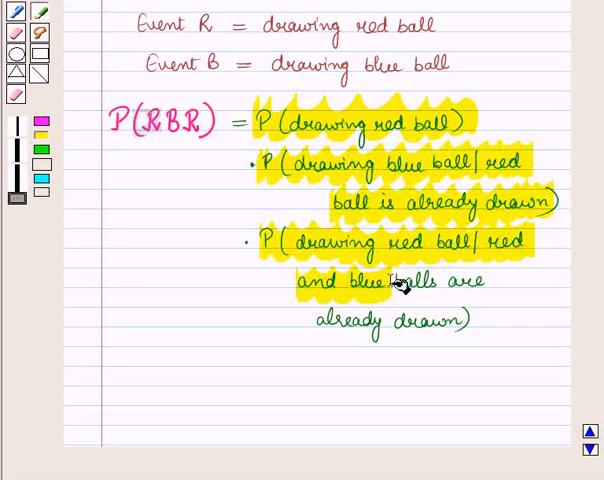 Event R = drawing red ball
Event B = drawing blue ball
P(RBR) = P(drawing red ball)
· P(drawing blue ball| red
ball is already drawn)
· P(drawing red ball| red
and blue balls are
already drawn)